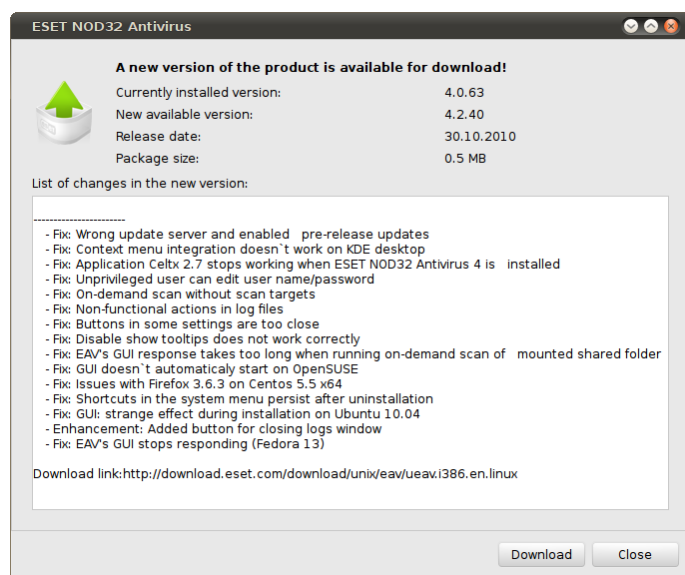 ESET NOD32 Antivirus
A new version of the product is available for download!
Currently installed version: 4.0.63
New available version: 4.2.40
Release date: 30.10.2010
Package size: 0.5 MB
List of changes in the new version:
-----------------------
- Fix: Wrong update server and enabled   pre-release updates
- Fix: Context menu integration doesn`t work on KDE desktop
- Fix: Application Celtx 2.7 stops working when ESET NOD32 Antivirus 4 is   installed
- Fix: Unprivileged user can edit user name/password
- Fix: On-demand scan without scan targets
- Fix: Non-functional actions in log files
- Fix: Buttons in some settings are too close
- Fix: Disable show tooltips does not work correctly
- Fix: EAV's GUI response takes too long when running on-demand scan of   mounted shared folder
- Fix: GUI doesn`t automaticaly start on OpenSUSE
- Fix: Issues with Firefox 3.6.3 on Centos 5.5 x64
- Fix: Shortcuts in the system menu persist after uninstallation
- Fix: GUI: strange effect during installation on Ubuntu 10.04
- Enhancement: Added button for closing logs window
- Fix: EAV's GUI stops responding (Fedora 13)
Download link:http://download.eset.com/download/unix/eav/ueav.i386.en.linux
Download Close